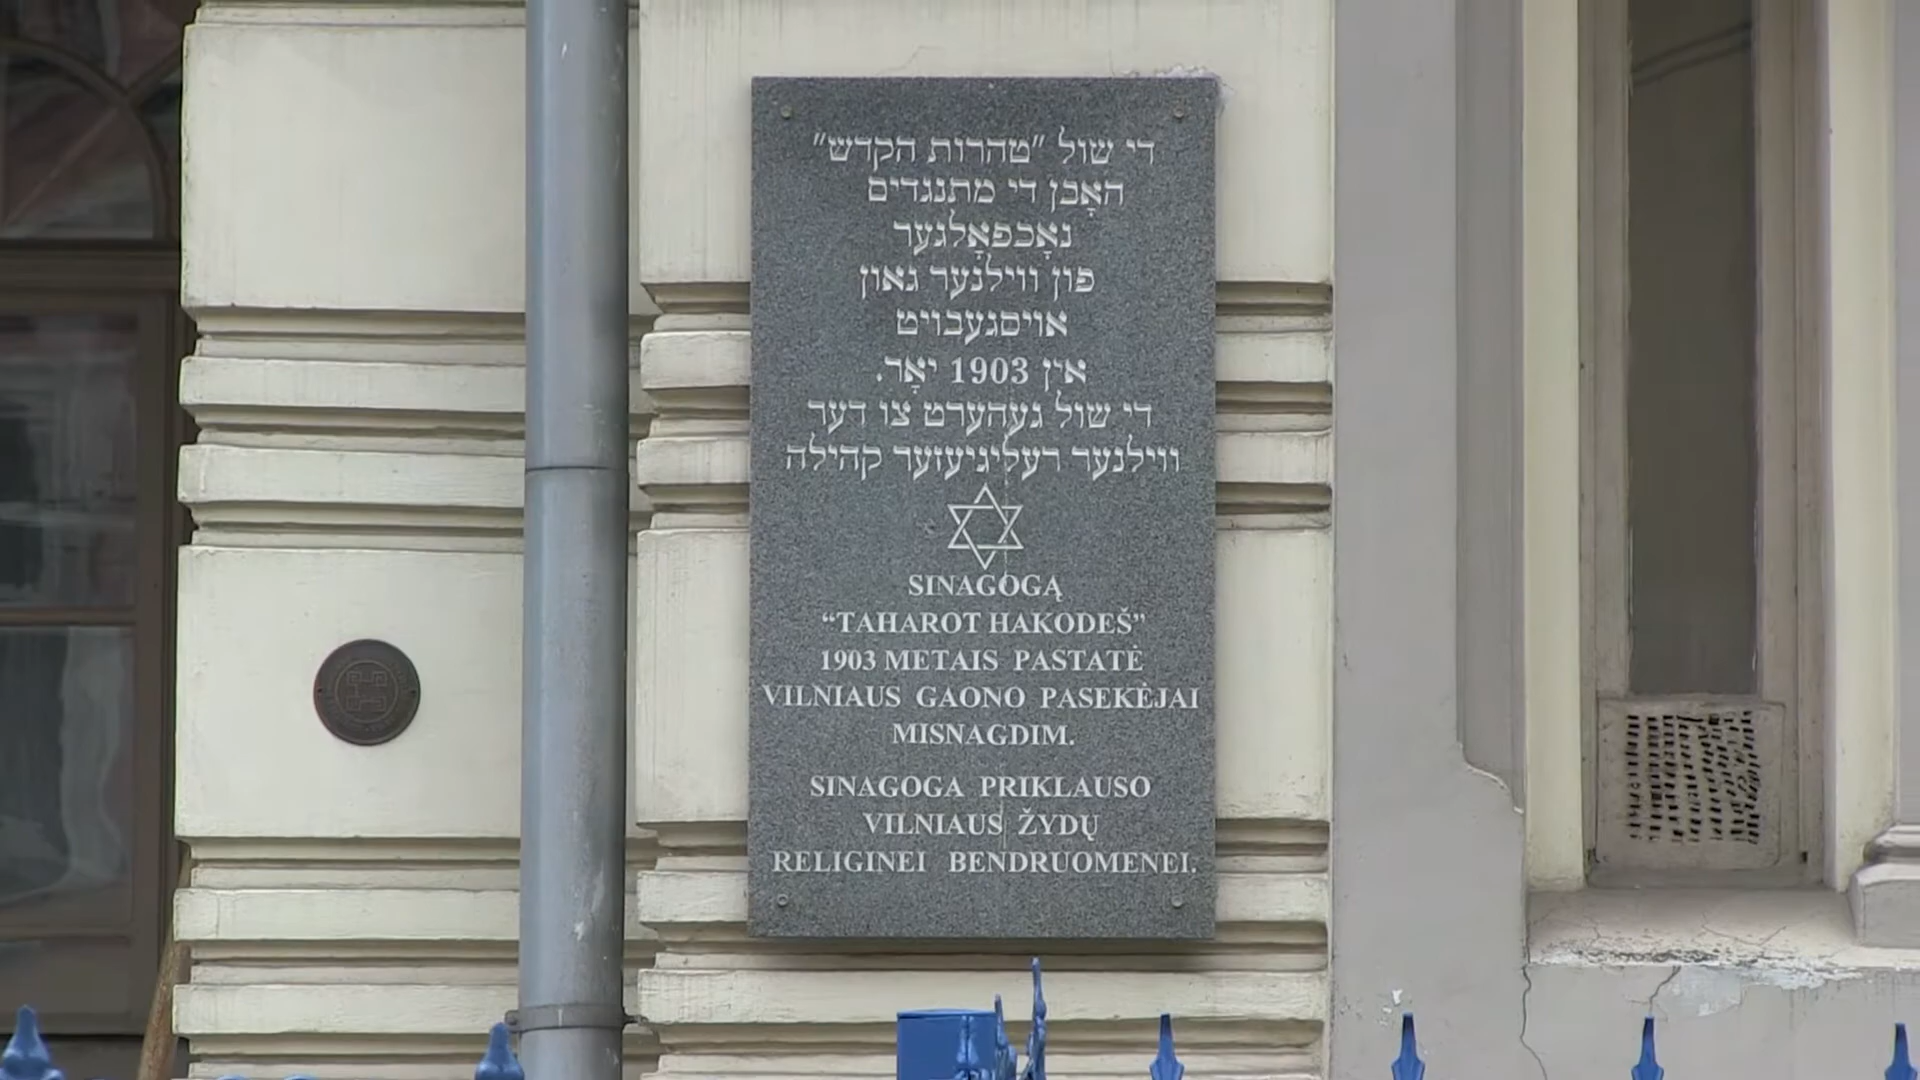 די שול "טהרות הקדש"
האָבן די מתנגדים
נאָכפאָלגער
פון ווילנער גאון
אויסגעבויט
אין 1903 יאָר.
די שול געהערט צו דער
ווילנער רעליגיעזער קהילה
SINAGOGĄ
“TAHAROT HAKODEŠ”
1903 METAIS PASTATĖ
VILNIAUS GAONO PASEKĖJAI
MISNAGDIM.
SINAGOGA PRIKLAUSO
VILNIAUS ŽYDŲ
RELIGINEI BENDRUOMENEI.